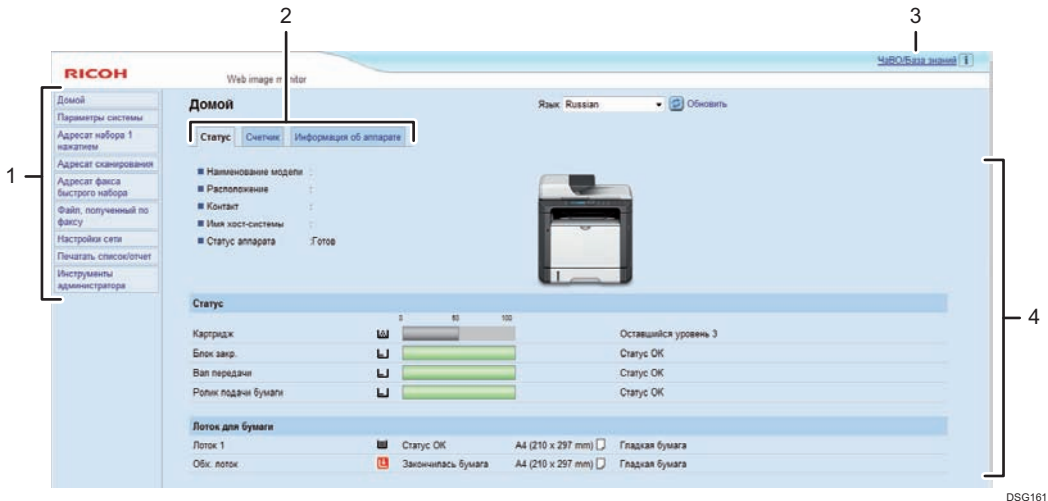 2
3
ЧаВО/База знаний i
RICOH
Web image m nitor
1
Домой
Параметры системы
Адресат набора 1
нажатием
Адресат сканирования
Адресат факса
быстрого набора
Файл, полученный по
факсу
Настройки сети
Печатать список/отчет
Инструменты
администратора
Домой
Язык Russian
Обновить
Статус Счетчик Информация об аппарате
Наименование модели :
Расположение :
Контакт :
Имя хост-системы :
Статус аппарата :Готов
4
Статус
0 50 100
Картридж Оставшийся уровень 3
Блок закр. Статус OK
Вал передачи Статус OK
Ролик подачи бумаги Статус OK
Лоток для бумаги
Лоток 1 Статус OK A4 (210 x 297 mm) Гладкая бумага
Обх. лоток Закончилась бумага A4 (210 x 297 mm) Гладкая бумага
DSG161